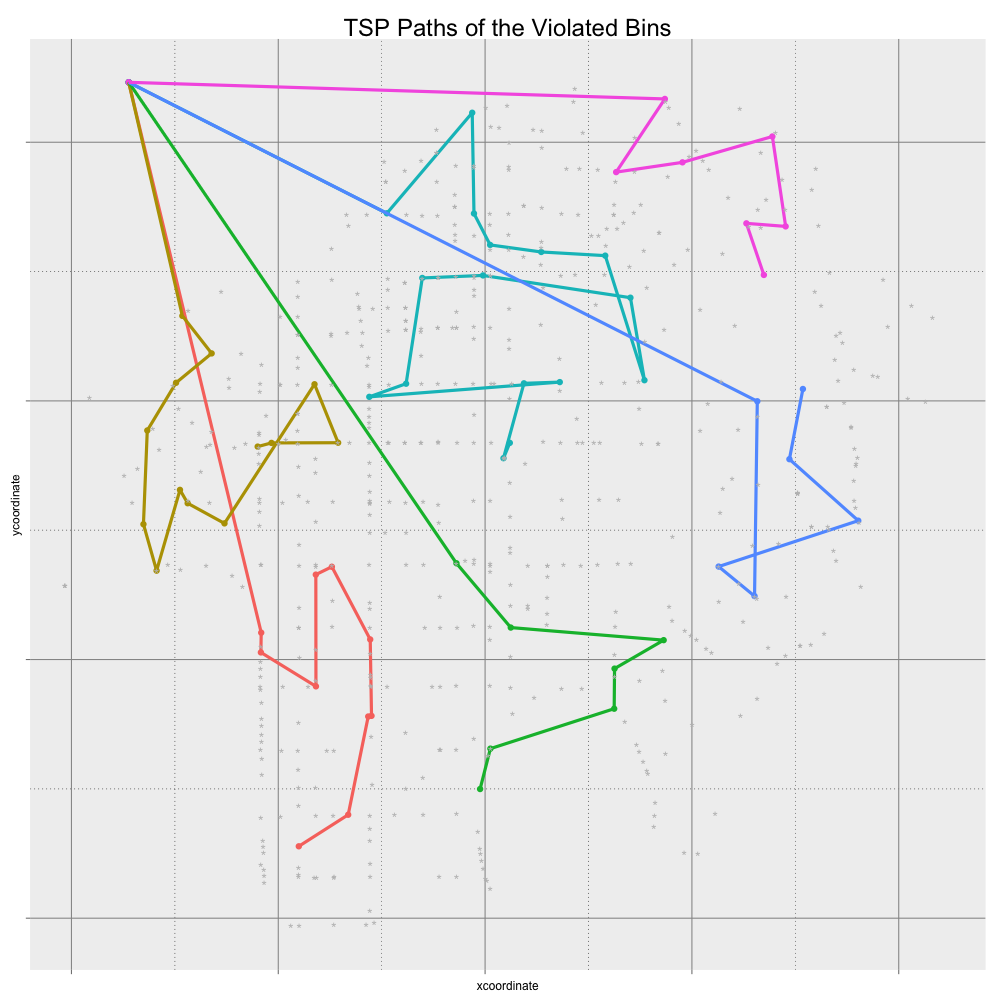 TSP Paths of the Violated Bins
ycoordinate
xcoordinate